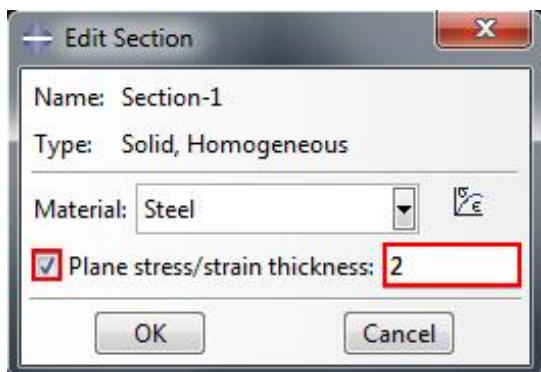 Edit Section
Name: Section-1
Type: Solid, Homogeneous
Material: Steel
Plane stress/strain thickness: 2
OK Cancel